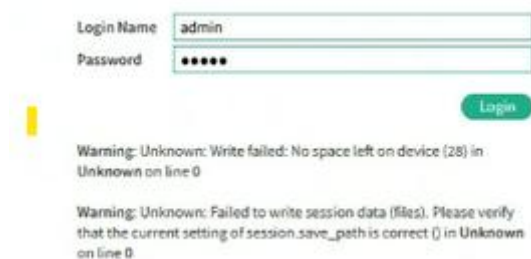 Login Name admin
Password •••••
Login
Warning: Unknown: Write failed: No space left on device (28) in
Unknown on line 0
Warning: Unknown: Failed to write session data (files). Please verify
that the current setting of session.save_path is correct () in Unknown
on line 0